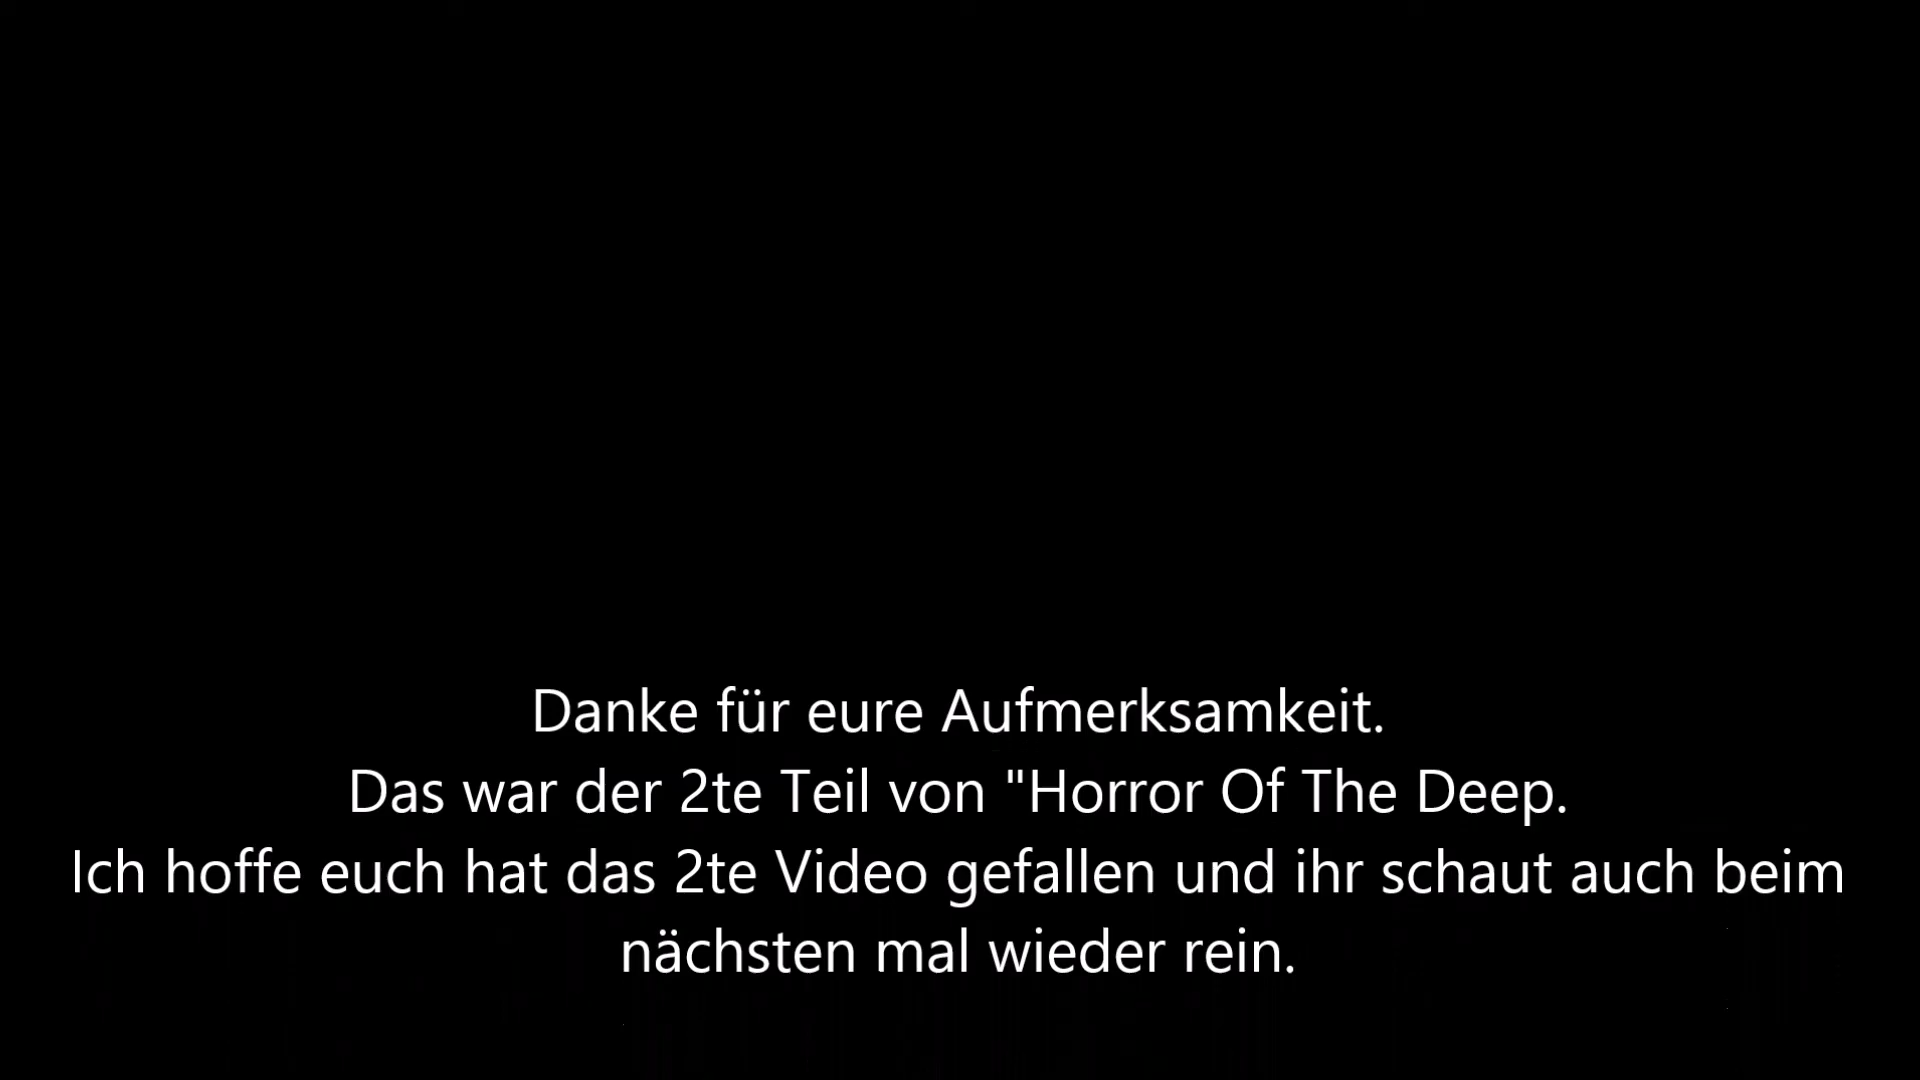 Danke für eure Aufmerksamkeit.
Das war der 2te Teil von "Horror Of The Deep.
Ich hoffe euch hat das 2te Video gefallen und ihr schaut auch beim
nächsten mal wieder rein.